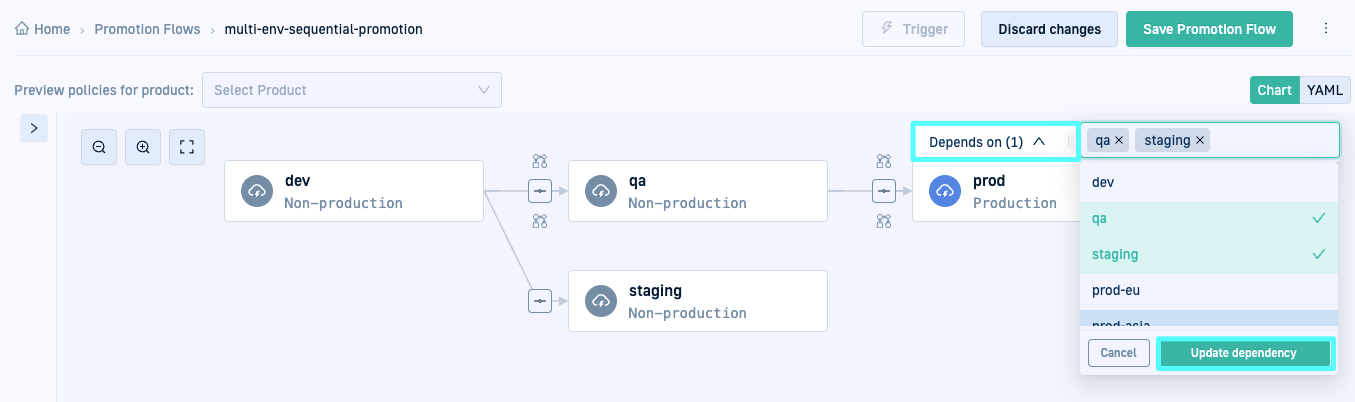 Home › Promotion Flows › multi-env-sequential-promotion
Trigger
Discard changes
Save Promotion Flow
Preview policies for product:
Select Product
Chart
YAML
Depends on (1)
qa
staging
dev
Non-production
qa
Non-production
prod
Production
staging
Non-production
dev
qa
staging
prod-eu
prod-asia
Cancel
Update dependency